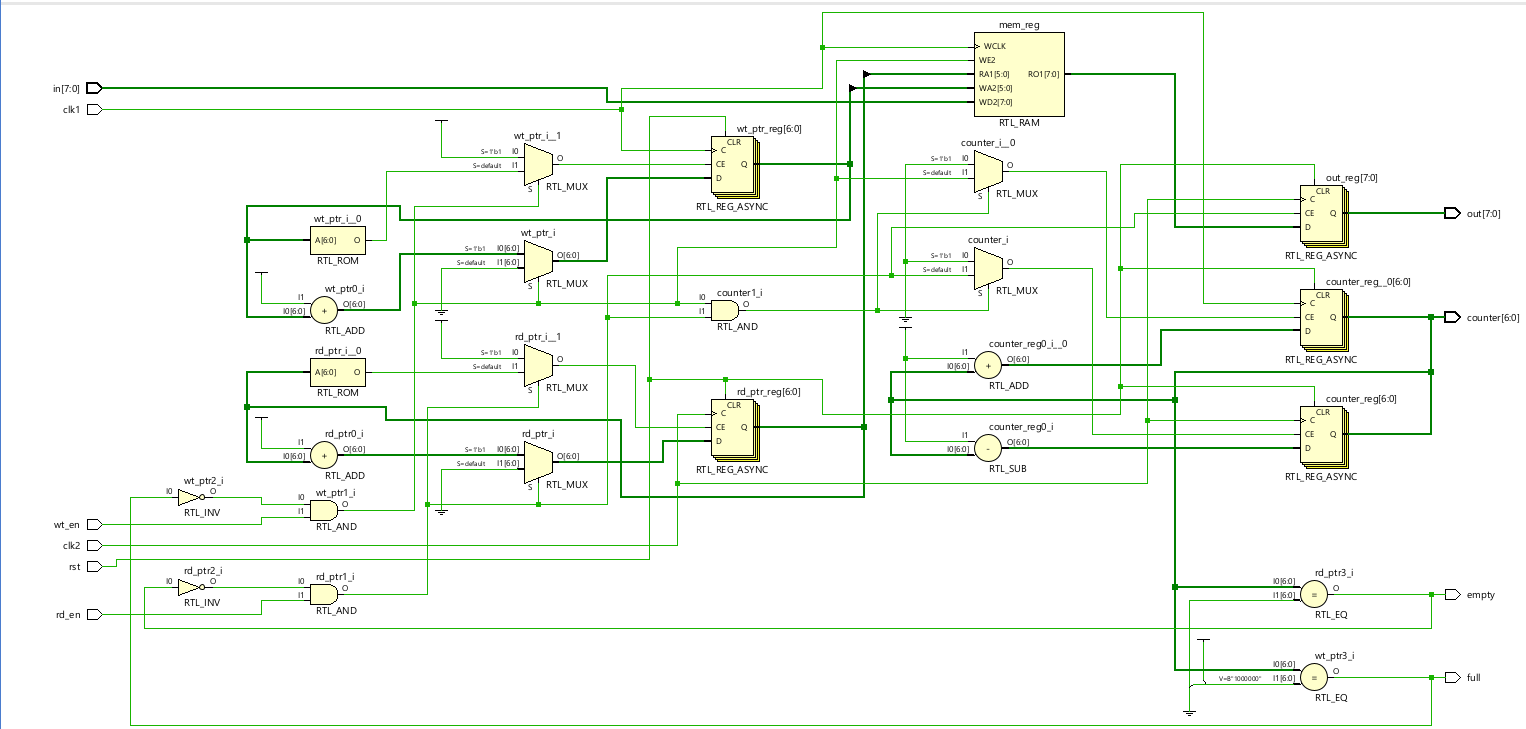 mem_reg
WCLK
WE2
RA1[5:0] RO1[7:0]
WA2[5:0]
WD2[7:0]
RTL_RAM
in[7:0]
clk1
wt_ptr_i__1
S=1'b1 I0 O
S=default I1
S RTL_MUX
wt_ptr_reg[6:0]
CLR
C
CE Q
D
RTL_REG_ASYNC
counter_i__0
S=1'b1 I0 O
S=default I1
S RTL_MUX
out_reg[7:0]
CLR
C
CE Q
D
RTL_REG_ASYNC
out[7:0]
wt_ptr_i__0
A[6:0] O
RTL_ROM
wt_ptr_i
S=1'b1 I0[6:0] O[6:0]
S=default I1[6:0]
S RTL_MUX
counter_i
S=1'b1 I0 O
S=default I1
S RTL_MUX
wt_ptr0_i
I1 + O[6:0]
I0[6:0]
RTL_ADD
counter1_i
I0 O
I1
RTL_AND
counter_reg__0[6:0]
CLR
C
CE Q
D
RTL_REG_ASYNC
counter[6:0]
rd_ptr_i__1
S=1'b1 I0 O
S=default I1
S RTL_MUX
rd_ptr_i__0
A[6:0] O
RTL_ROM
counter_reg0_i__0
I1 + O[6:0]
I0[6:0]
RTL_ADD
rd_ptr_reg[6:0]
CLR
C
CE Q
D
RTL_REG_ASYNC
counter_reg[6:0]
CLR
C
CE Q
D
RTL_REG_ASYNC
rd_ptr0_i
I1 + O[6:0]
I0[6:0]
RTL_ADD
rd_ptr_i
S=1'b1 I0[6:0] O[6:0]
S=default I1[6:0]
S RTL_MUX
counter_reg0_i
I1 - O[6:0]
I0[6:0]
RTL_SUB
wt_ptr2_i
I0 O
RTL_INV
wt_ptr1_i
I0 O
I1
RTL_AND
wt_en
clk2
rst
rd_ptr2_i
I0 O
RTL_INV
rd_ptr1_i
I0 O
I1
RTL_AND
rd_en
rd_ptr3_i
I0[6:0] O
I1[6:0] =
RTL_EQ
empty
wt_ptr3_i
I0[6:0] O
V=B"1000000" I1[6:0] =
RTL_EQ
full